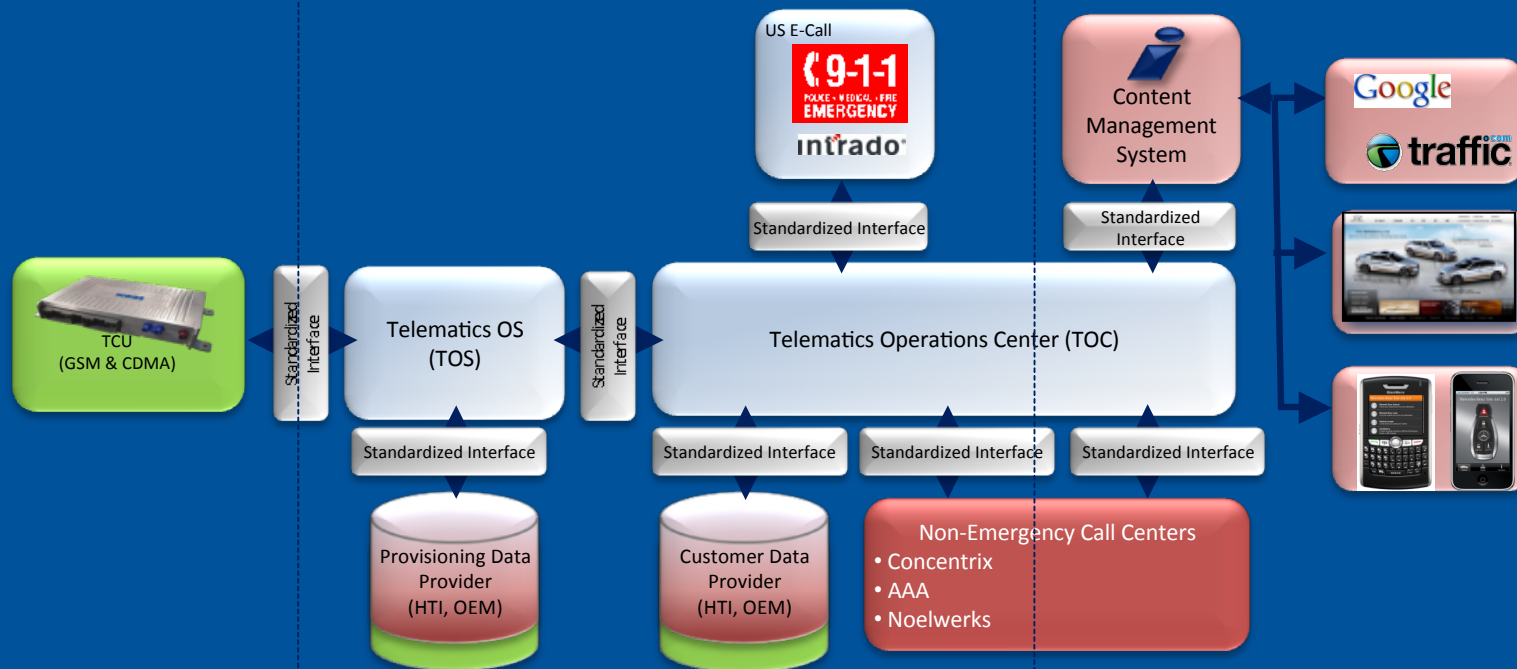 US E-Call
9-1-1
POLICE • MEDICAL • FIRE
EMERGENCY
intrado
Content
Management
System
Google
traffic
.com
Standardized Interface
Standardized
Interface
TCU
(GSM & CDMA)
Standardized
Interface
Telematics OS
(TOS)
Standardized
Interface
Telematics Operations Center (TOC)
Standardized Interface
Standardized Interface
Standardized Interface
Standardized Interface
Provisioning Data
Provider
(HTI, OEM)
Customer Data
Provider
(HTI, OEM)
Non-Emergency Call Centers
• Concentrix
• AAA
• Noelwerks